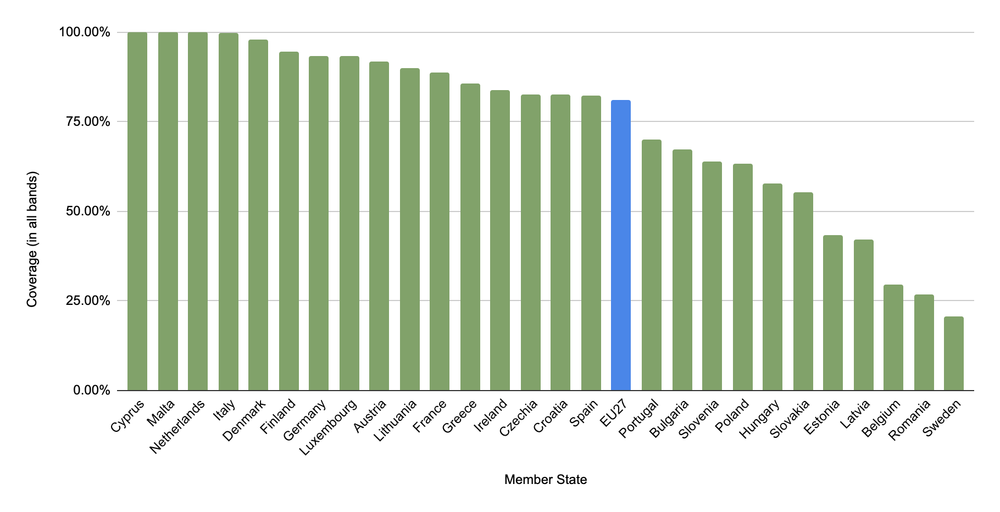 100.00%
75.00%
50.00%
25.00%
0.00%
Coverage (in all bands)
Cyprus
Malta
Netherlands
Italy
Denmark
Finland
Germany
Luxembourg
Austria
Lithuania
France
Greece
Ireland
Czechia
Croatia
Spain
EU27
Portugal
Bulgaria
Slovenia
Poland
Hungary
Slovakia
Estonia
Latvia
Belgium
Romania
Sweden
Member State